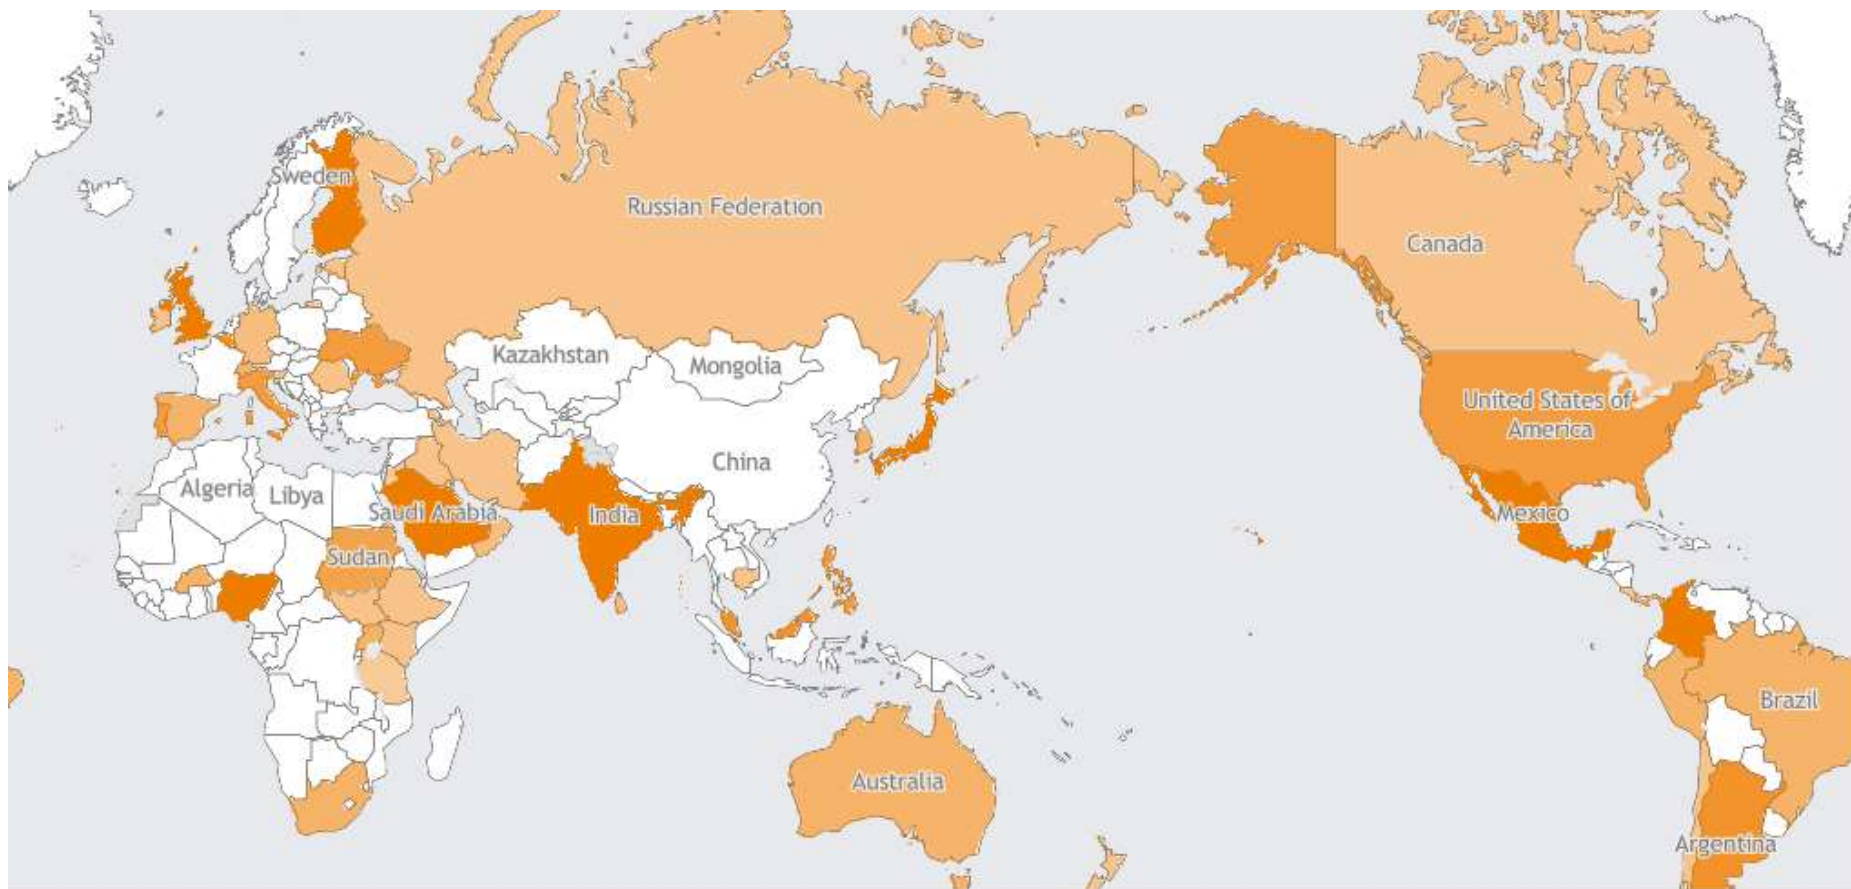 Sweden
Russian Federation
Canada
Kazakhstan
Mongolia
United States of
America
China
Algeria
Libya
Saudi Arabia
India
Mexico
Sudan
Brazil
Australia
Argentina